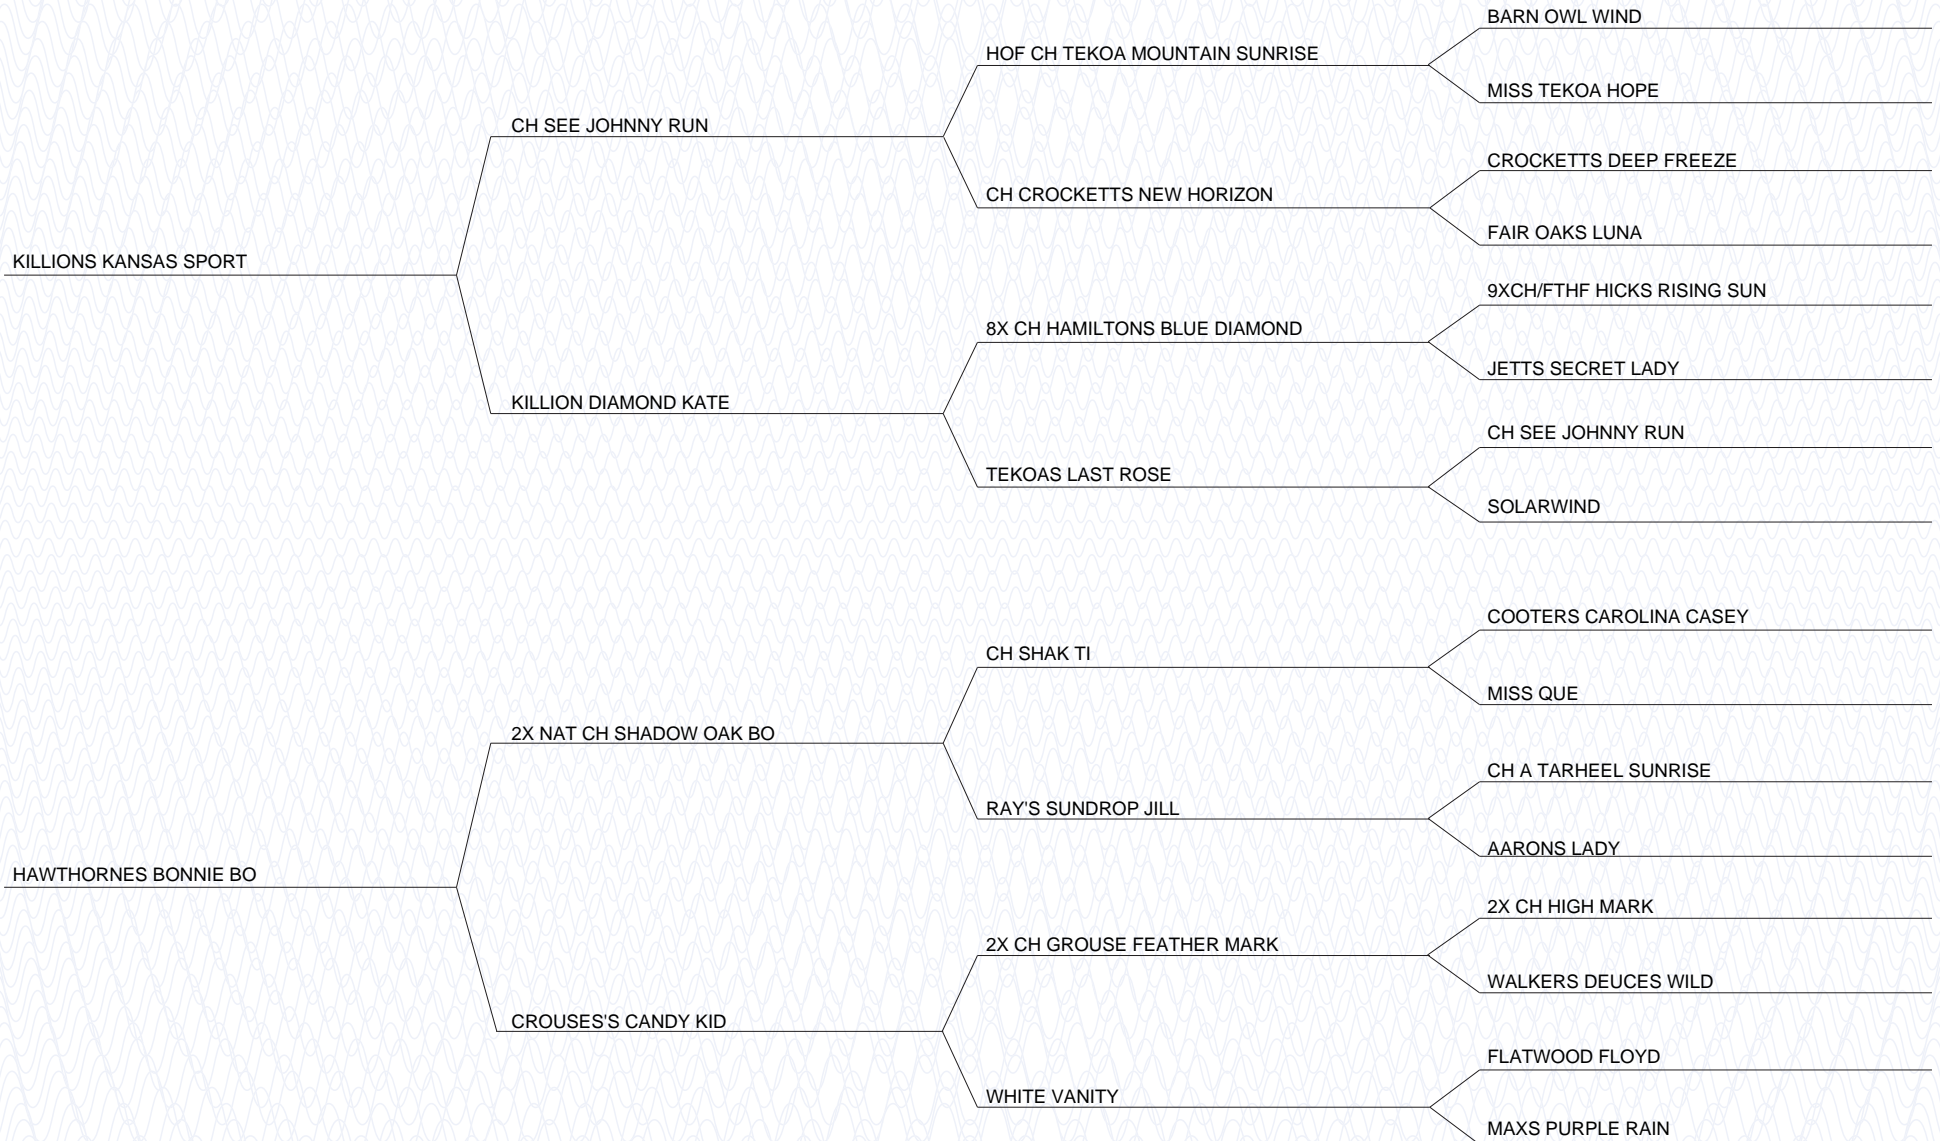 BARN OWL WIND
HOF CH TEKOA MOUNTAIN SUNRISE
MISS TEKOA HOPE
CH SEE JOHNNY RUN
CROCKETTS DEEP FREEZE
CH CROCKETTS NEW HORIZON
FAIR OAKS LUNA
KILLIONS KANSAS SPORT
9XCH/FTHF HICKS RISING SUN
8X CH HAMILTONS BLUE DIAMOND
JETTS SECRET LADY
KILLION DIAMOND KATE
CH SEE JOHNNY RUN
TEKOAS LAST ROSE
SOLARWIND
COOTERS CAROLINA CASEY
CH SHAK TI
MISS QUE
2X NAT CH SHADOW OAK BO
CH A TARHEEL SUNRISE
RAY'S SUNDROP JILL
AARONS LADY
HAWTHORNES BONNIE BO
2X CH HIGH MARK
2X CH GROUSE FEATHER MARK
WALKERS DEUCES WILD
CROUSES'S CANDY KID
FLATWOOD FLOYD
WHITE VANITY
MAXS PURPLE RAIN